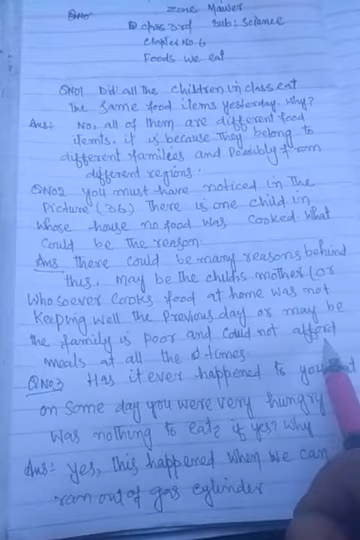 Zone Mawer
class 3rd Sub: Science
Chapter No. 6
Foods we eat
QNo1 Did all the children in class eat
the same food items yesterday. Why?
Ans: No, all of them are different food
items. it is because they belong to
different families and possibly from
different regions.
QNo2 you must have noticed in the
Picture (36) There is one child in
whose house no food was cooked. What
Could be the reason.
Ans there could be many reasons behind
this, may be the childs mother (or
whosoever cooks food at home was not
Keeping well the previous day or may be
the family is poor and could not afford
meals at all the times
QNo3 Has it ever happened to you
on some day you were very hungry
was nothing to eat? if yes? Why
Ans: yes, this happened when we can
ran out of gas cylinder